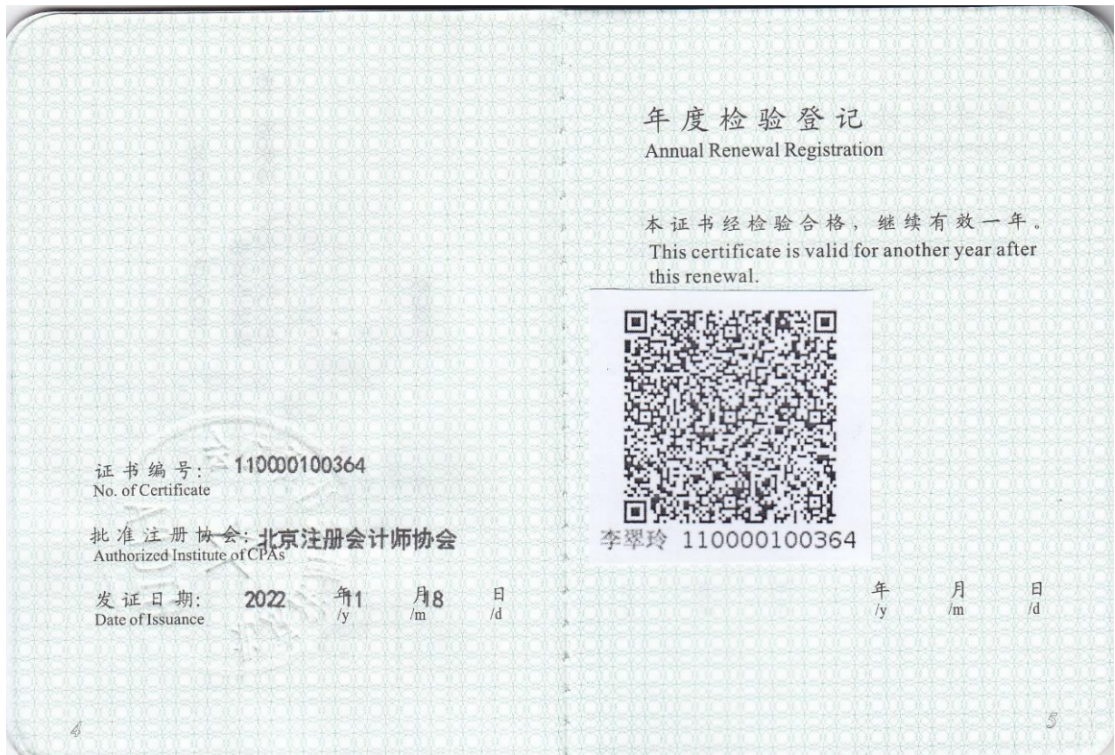 证书编号: 110000100364
No. of Certificate
批准注册协会: 北京注册会计师协会
Authorized Institute of CPAs
发证日期: 2022 年 11 月 18 日
Date of Issuance /y /m /d
4
年度检验登记
Annual Renewal Registration
本证书经检验合格，继续有效一年。
This certificate is valid for another year after
this renewal.
李翠玲 110000100364
年 月 日
/y /m /d
5